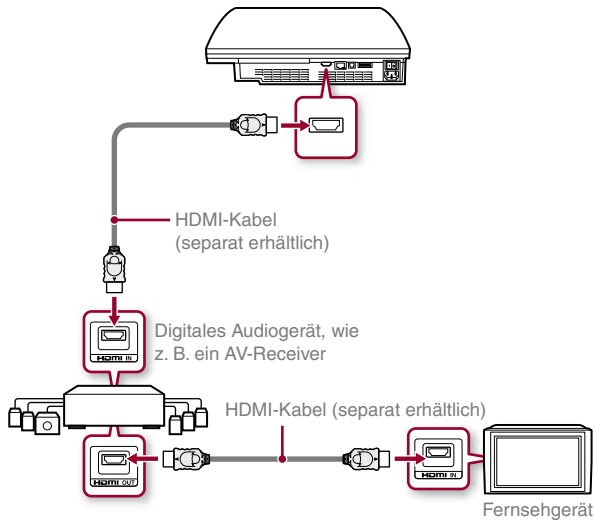 HDMI-Kabel
(separat erhältlich)
Digitales Audiogerät, wie
z. B. ein AV-Receiver
HDMI IN
HDMI-Kabel (separat erhältlich)
HDMI OUT
HDMI IN
Fernsehgerät